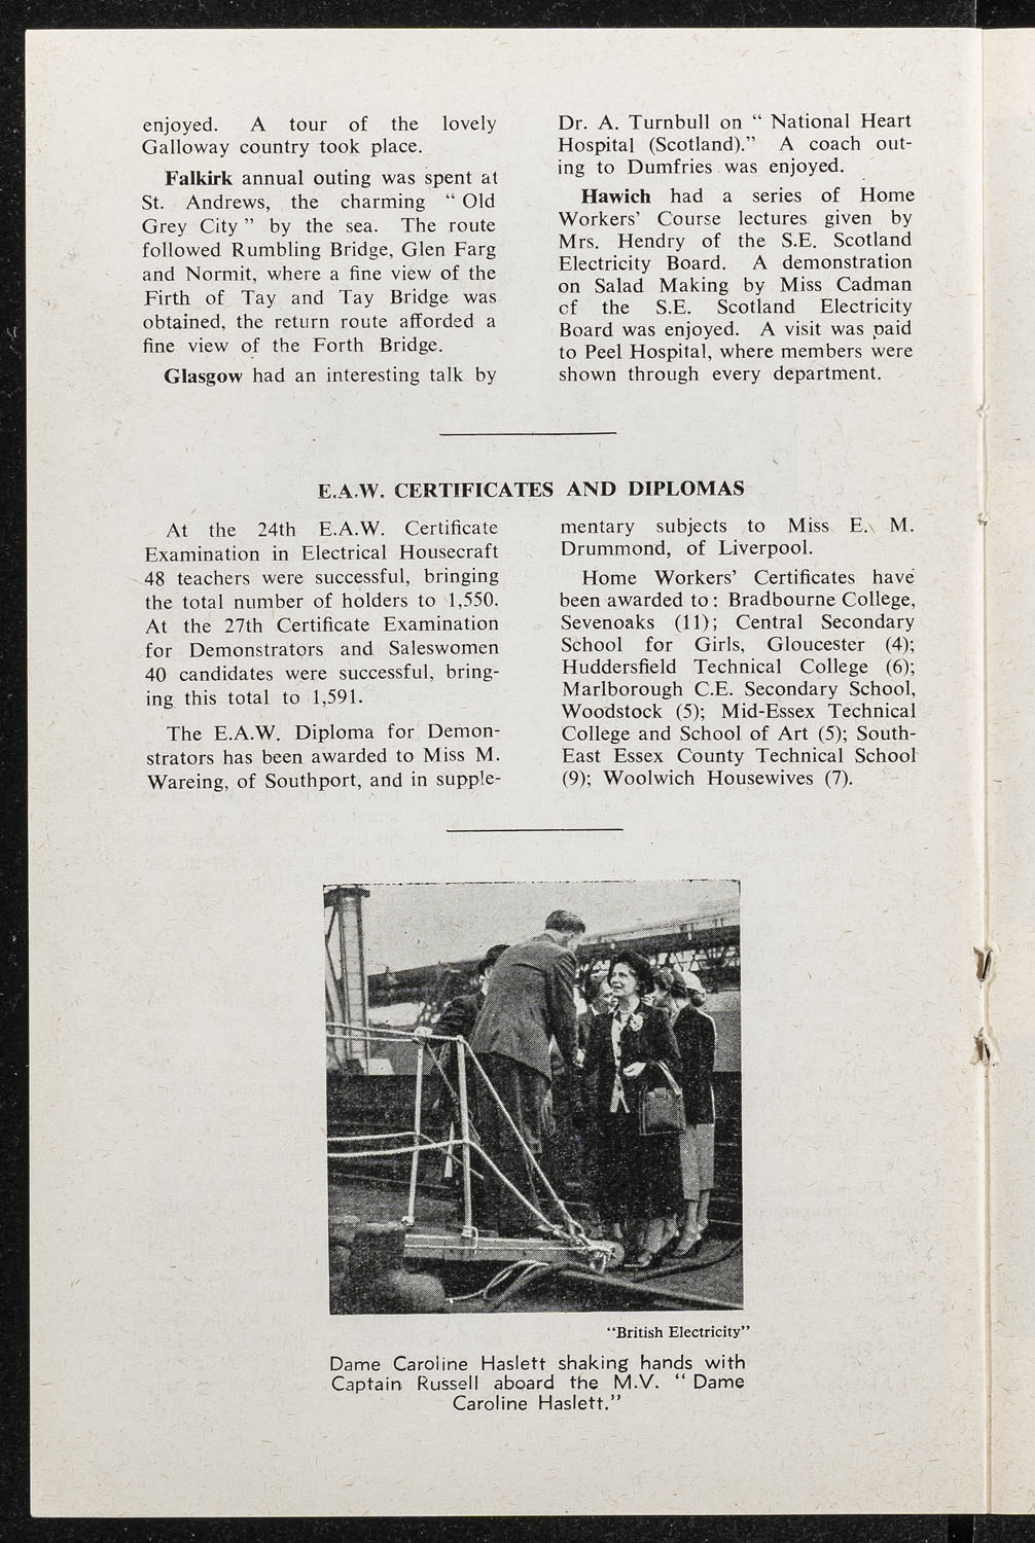 enjoyed. A tour of the lovely
Galloway country took place.
Falkirk annual outing was spent at
St. Andrews, the charming " Old
Grey City " by the sea. The route
followed Rumbling Bridge, Glen Farg
and Normit, where a fine view of the
Firth of Tay and Tay Bridge was
obtained, the return route afforded a
fine view of the Forth Bridge.
Glasgow had an interesting talk by
Dr. A. Turnbull on " National Heart
Hospital (Scotland)." A coach out-
ing to Dumfries was enjoyed.
Hawich had a series of Home
Workers' Course lectures given by
Mrs. Hendry of the S.E. Scotland
Electricity Board. A demonstration
on Salad Making by Miss Cadman
cf the S.E. Scotland Electricity
Board was enjoyed. A visit was paid
to Peel Hospital, where members were
shown through every department.
E.A.W. CERTIFICATES AND DIPLOMAS
At the 24th E.A.W. Certificate
Examination in Electrical Housecraft
48 teachers were successful, bringing
the total number of holders to 1,550.
At the 27th Certificate Examination
for Demonstrators and Saleswomen
40 candidates were successful, bring-
ing this total to 1,591.
The E.A.W. Diploma for Demon-
strators has been awarded to Miss M.
Wareing, of Southport, and in supple-
mentary subjects to Miss E. M.
Drummond, of Liverpool.
Home Workers' Certificates have
been awarded to: Bradbourne College,
Sevenoaks (11); Central Secondary
School for Girls, Gloucester (4);
Huddersfield Technical College (6);
Marlborough C.E. Secondary School,
Woodstock (5); Mid-Essex Technical
College and School of Art (5); South-
East Essex County Technical School
(9); Woolwich Housewives (7).
"British Electricity"
Dame Caroline Haslett shaking hands with
Captain Russell aboard the M.V. " Dame
Caroline Haslett."